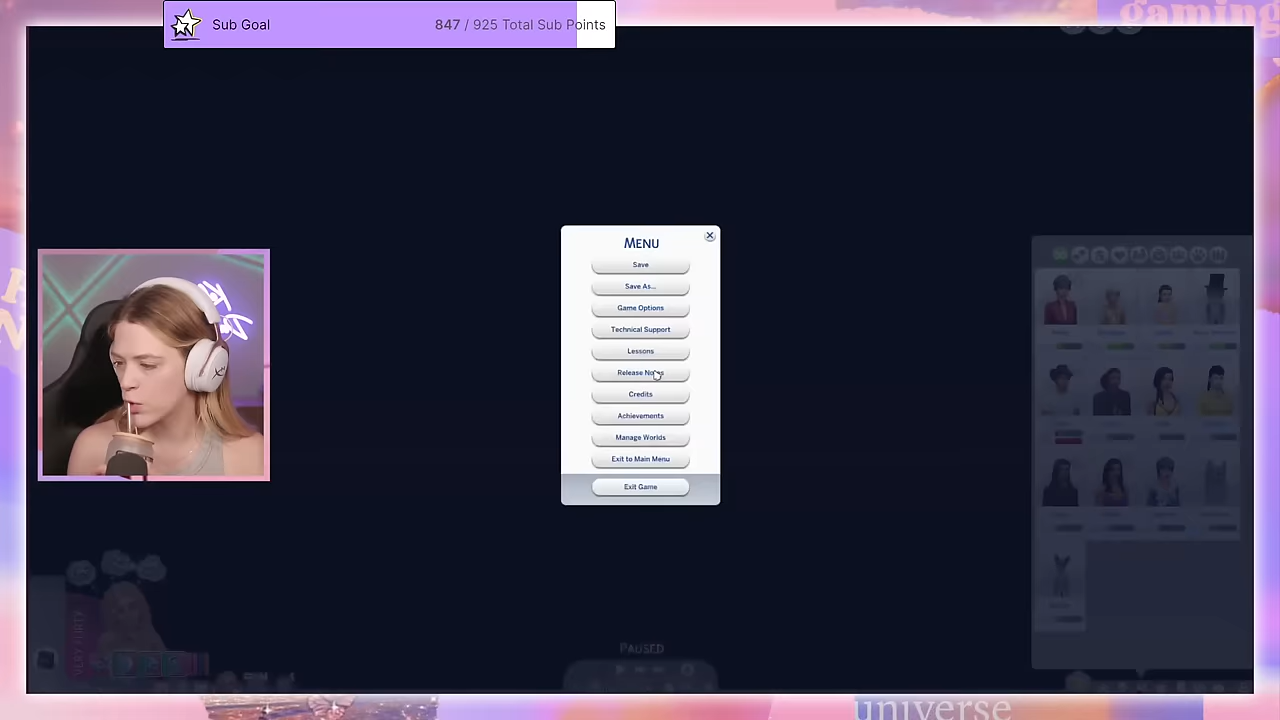 gaming
Sub Goal 847 / 925 Total Sub Points
MENU
Save
Save As...
Game Options
Technical Support
Lessons
Release Notes
Credits
Achievements
Manage Worlds
Exit to Main Menu
Exit Game
PAUSED
universe